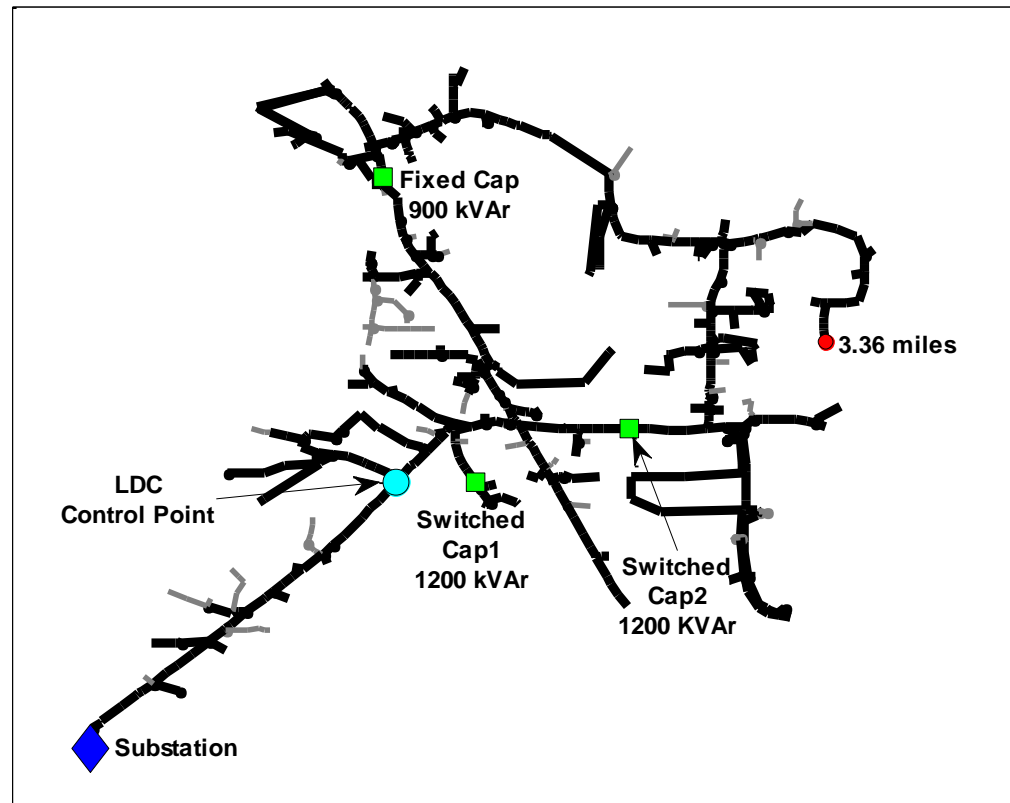 Fixed Cap
900 kVAr
3.36 miles
LDC
Control Point
Switched
Cap1
1200 kVAr
Switched
Cap2
1200 KVAr
Substation